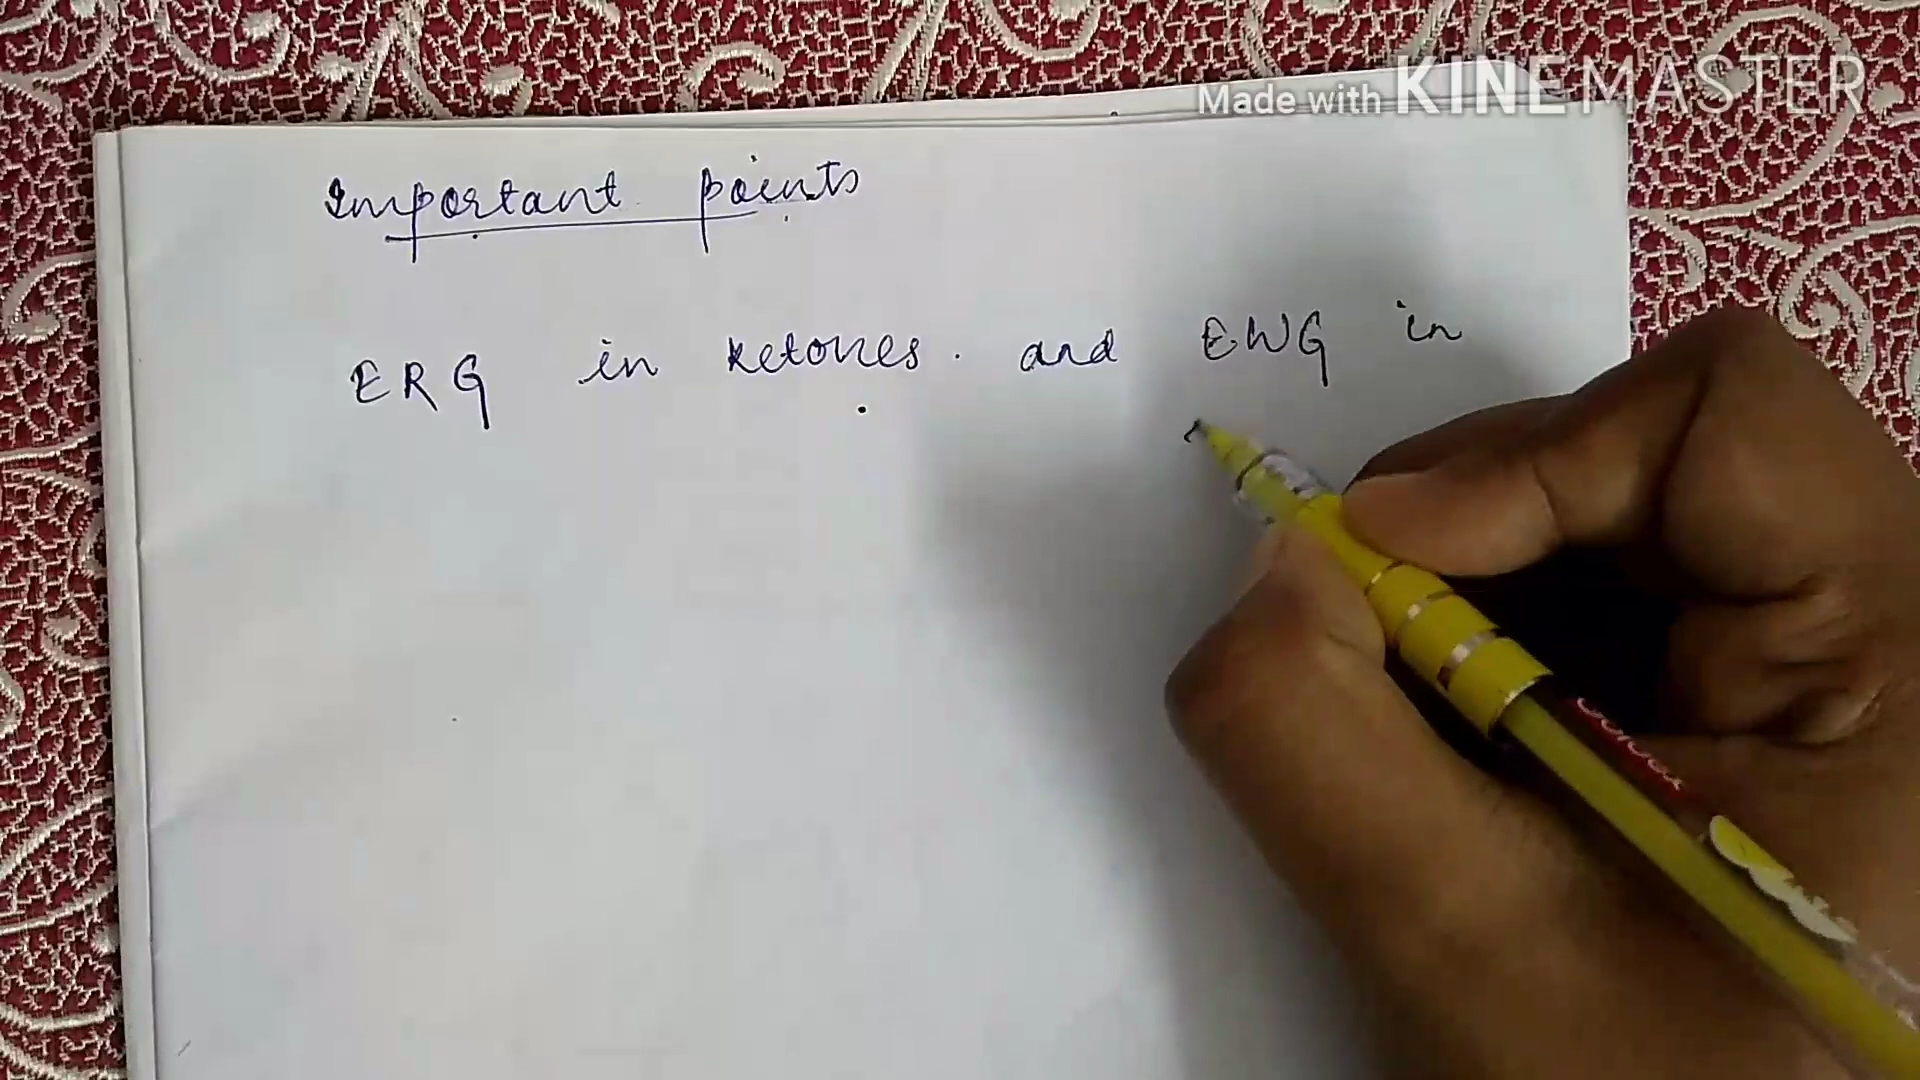 Made with KINEMASTER
Important points
ERG in ketones. and EWG in